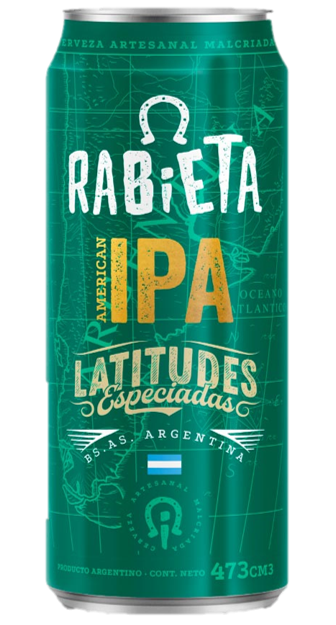 CERVEZA ARTESANAL MALCRIADA
RABiETA
AMERICAN
IPA
OCEANO
ATLANTICO
LATITUDES
Especiadas
BS.AS. ARGENTINA
CERVEZA ARTESANAL MALCRIADA
PRODUCTO ARGENTINO · CONT. NETO 473CM3